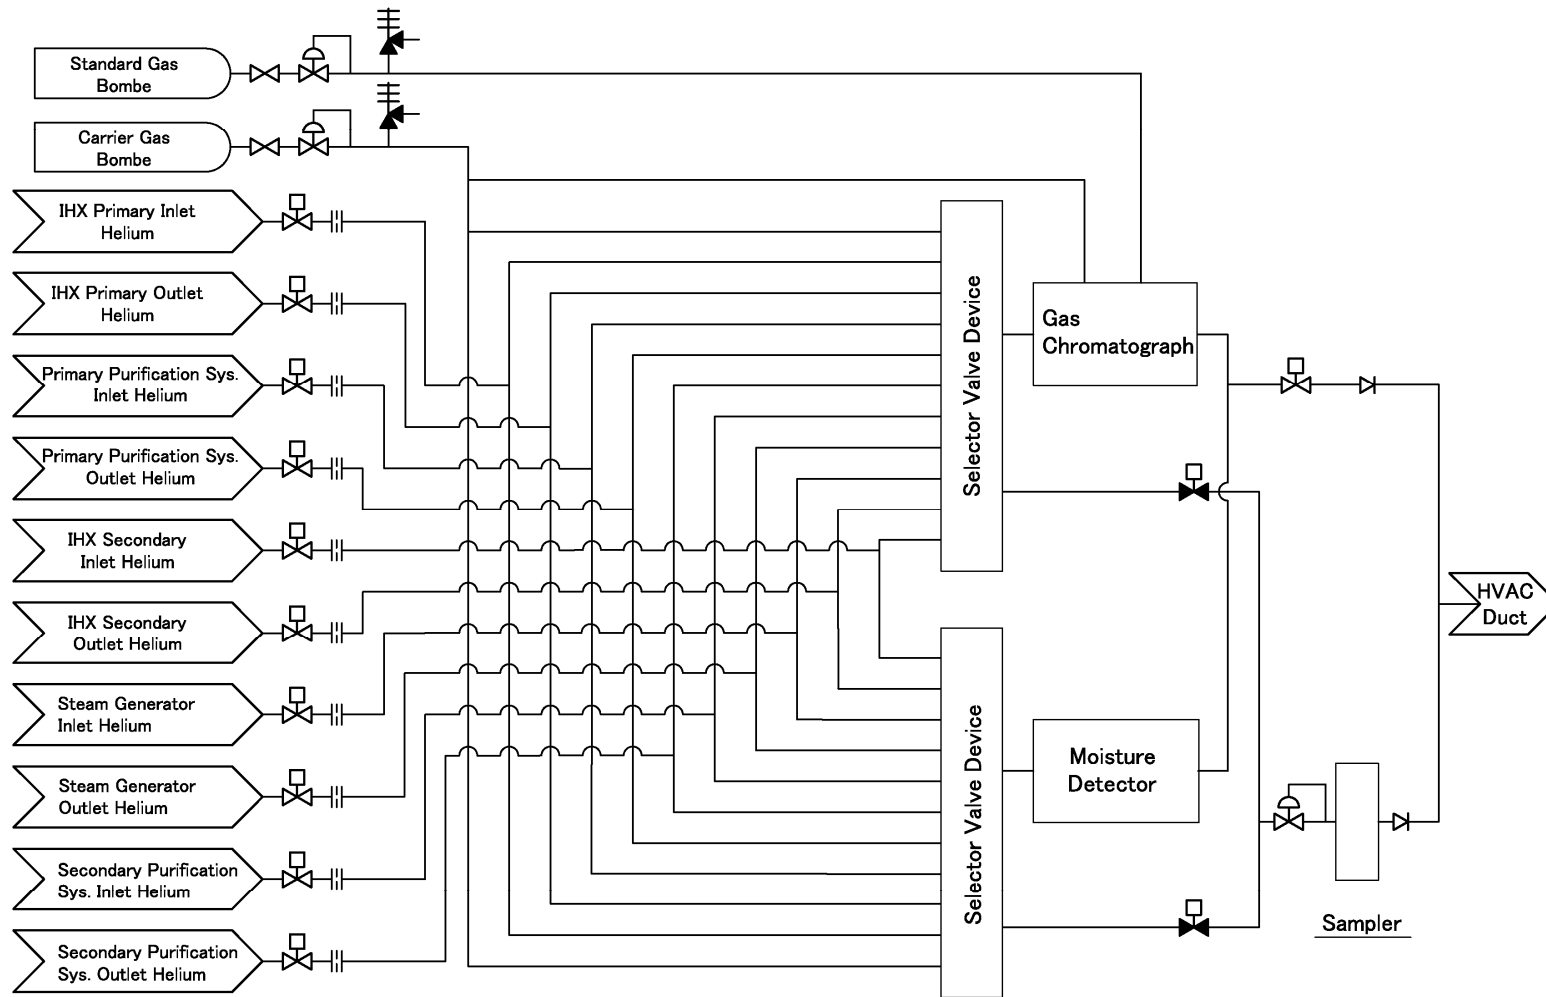 Standard Gas
Bombe
Carrier Gas
Bombe
IHX Primary Inlet
Helium
IHX Primary Outlet
Helium
Primary Purification Sys.
Inlet Helium
Primary Purification Sys.
Outlet Helium
IHX Secondary
Inlet Helium
IHX Secondary
Outlet Helium
Steam Generator
Inlet Helium
Steam Generator
Outlet Helium
Secondary Purification
Sys. Inlet Helium
Secondary Purification
Sys. Outlet Helium
Selector Valve Device
Gas
Chromatograph
Selector Valve Device
Moisture
Detector
HVAC
Duct
Sampler